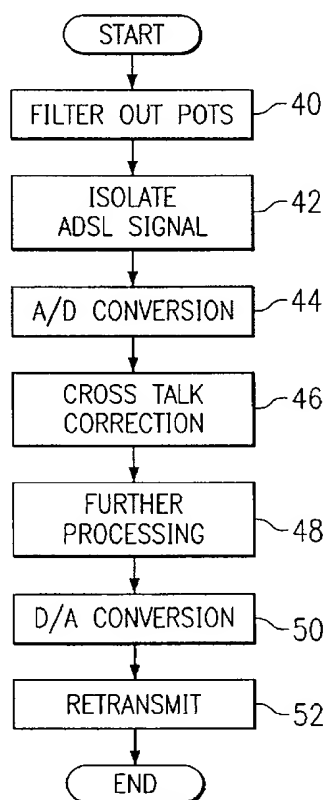 START
FILTER OUT POTS
40
ISOLATE
ADSL SIGNAL
42
A/D CONVERSION
44
CROSS TALK
CORRECTION
46
FURTHER
PROCESSING
48
D/A CONVERSION
50
RETRANSMIT
52
END